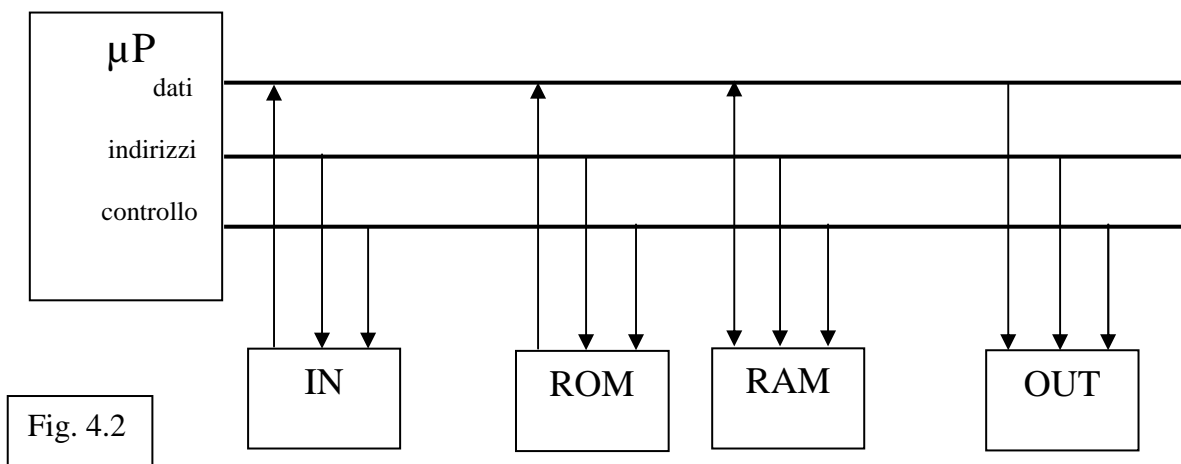 µP
dati
indirizzi
controllo
IN
ROM
RAM
OUT
Fig. 4.2